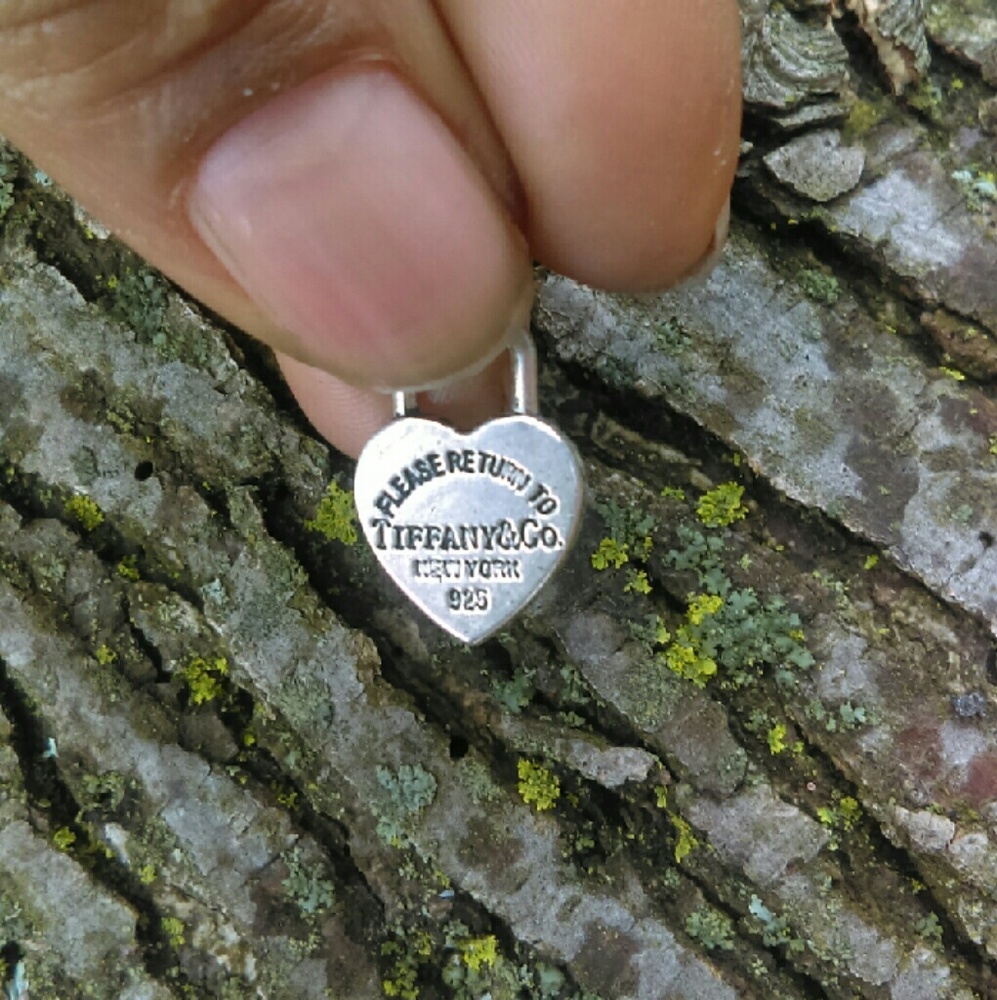 PLEASE RETURN TO
TIFFANY & CO.
NEW YORK
925